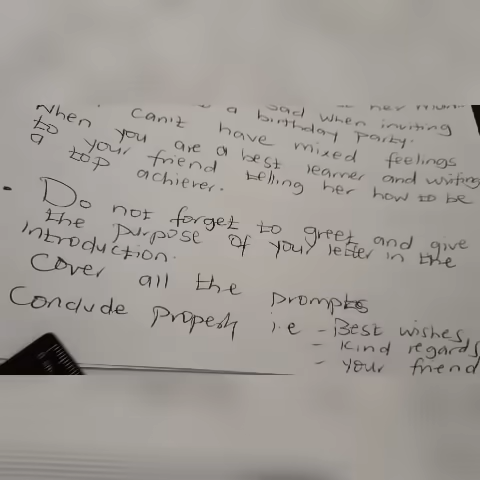 a sad when inviting
can't have a birthday party.
When you are a best learner and writing
to your friend telling her how to be
a top achiever.
mixed feelings
• Do not forget to greet and give
the purpose of your letter in the
introduction.
Cover all the prompts
Conclude properly i.e - Best wishes
- Kind regards
- Your friend